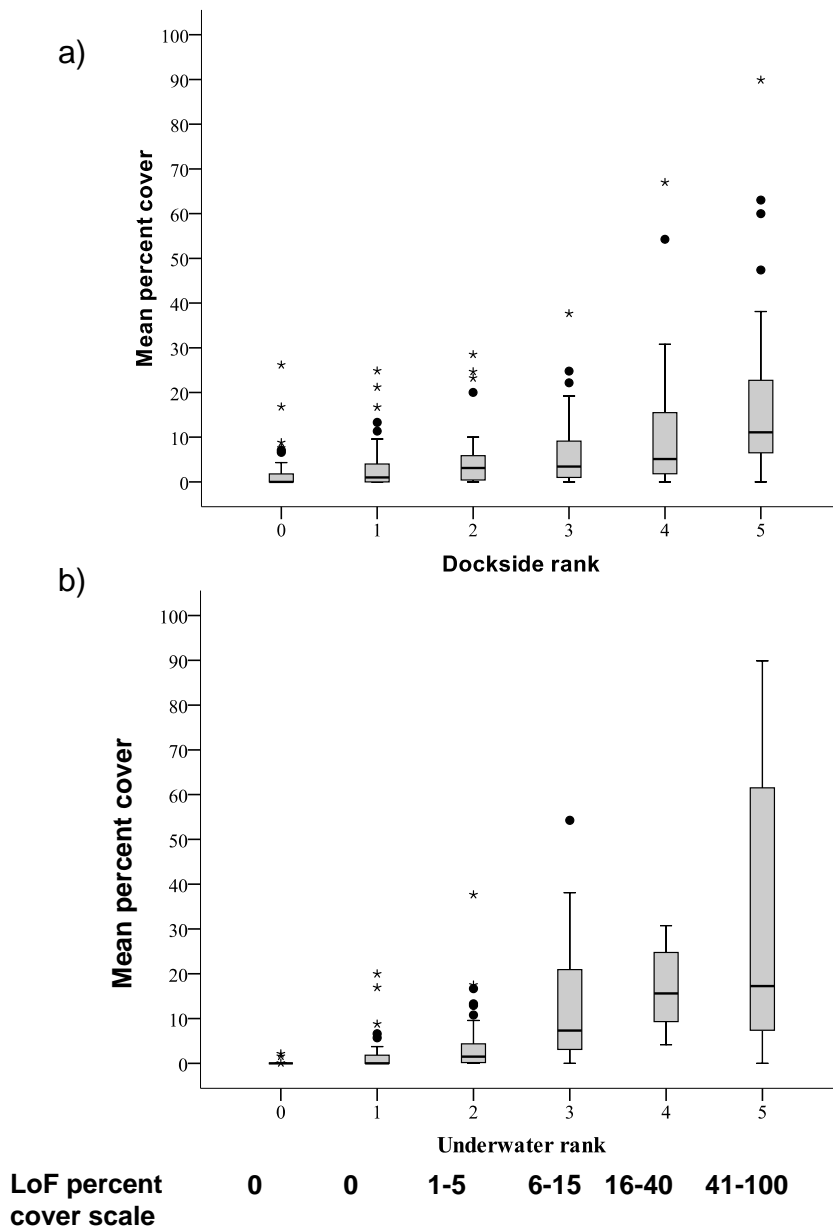 a)
100
90
80
70
60
50
40
30
20
10
0
Mean percent cover
0 1 2 3 4 5
Dockside rank
b)
100
90
80
70
60
50
40
30
20
10
0
Mean percent cover
0 1 2 3 4 5
Underwater rank
LoF percent 0 0 1-5 6-15 16-40 41-100
cover scale